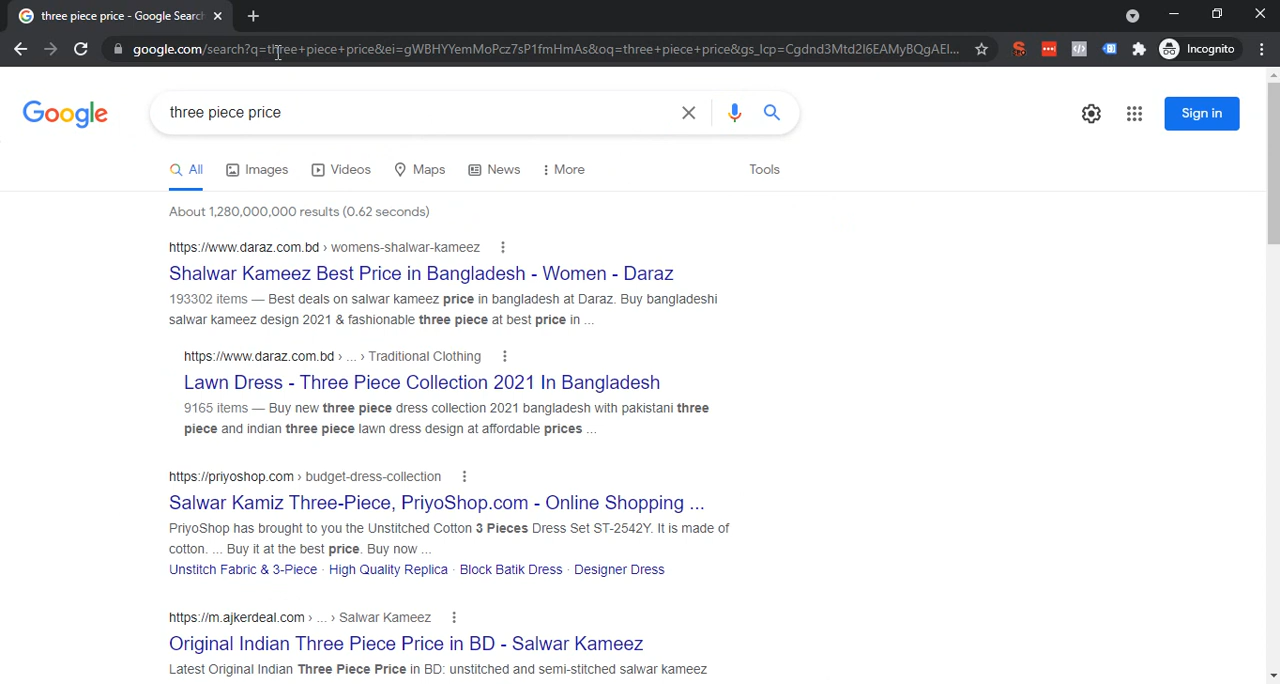 three piece price - Google Searc
google.com/search?q=three+piece+price&ei=gWBHYYemMoPcz7sP1fmHmAs&oq=three+piece+price&gs_lcp=Cgdnd3Mtd2l6EAMyBQgAEI...
Incognito
Google
three piece price
Sign in
All
Images
Videos
Maps
News
More
Tools
About 1,280,000,000 results (0.62 seconds)
https://www.daraz.com.bd › womens-shalwar-kameez
Shalwar Kameez Best Price in Bangladesh - Women - Daraz
193302 items — Best deals on salwar kameez price in bangladesh at Daraz. Buy bangladeshi
salwar kameez design 2021 & fashionable three piece at best price in ...
https://www.daraz.com.bd › ... › Traditional Clothing
Lawn Dress - Three Piece Collection 2021 In Bangladesh
9165 items — Buy new three piece dress collection 2021 bangladesh with pakistani three
piece and indian three piece lawn dress design at affordable prices ...
https://priyoshop.com › budget-dress-collection
Salwar Kamiz Three-Piece, PriyoShop.com - Online Shopping ...
PriyoShop has brought to you the Unstitched Cotton 3 Pieces Dress Set ST-2542Y. It is made of
cotton. ... Buy it at the best price. Buy now ...
Unstitch Fabric & 3-Piece · High Quality Replica · Block Batik Dress · Designer Dress
https://m.ajkerdeal.com › ... › Salwar Kameez
Original Indian Three Piece Price in BD - Salwar Kameez
Latest Original Indian Three Piece Price in BD: unstitched and semi-stitched salwar kameez